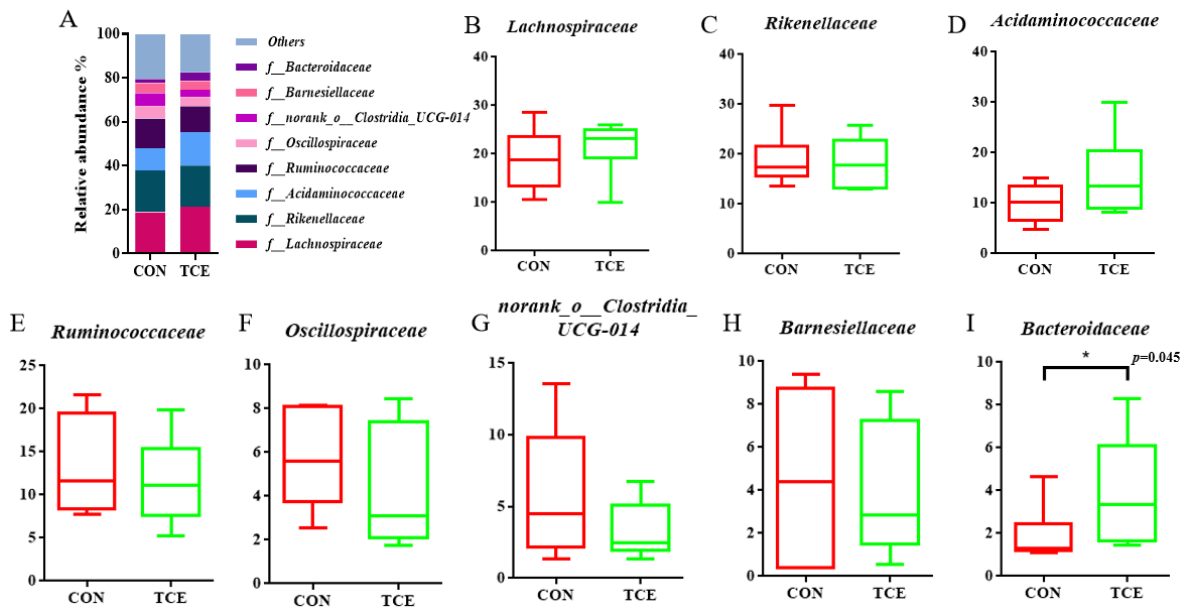 A
Relative abundance %
100
80
60
40
20
0
CON TCE
Others
f__Bacteroidaceae
f__Barnesiellaceae
f__norank_o__Clostridia_UCG-014
f__Oscillospiraceae
f__Ruminococcaceae
f__Acidaminococcaceae
f__Rikenellaceae
f__Lachnospiraceae
B
Lachnospiraceae
40
30
20
10
0
CON TCE
C
Rikenellaceae
40
30
20
10
0
CON TCE
D
Acidaminococcaceae
40
30
20
10
0
CON TCE
E
Ruminococcaceae
25
20
15
10
5
0
CON TCE
F
Oscillospiraceae
10
8
6
4
2
0
CON TCE
G
norank_o__Clostridia_
UCG-014
15
10
5
0
CON TCE
H
Barnesiellaceae
10
8
6
4
2
0
CON TCE
I
Bacteroidaceae
* p=0.045
10
8
6
4
2
0
CON TCE